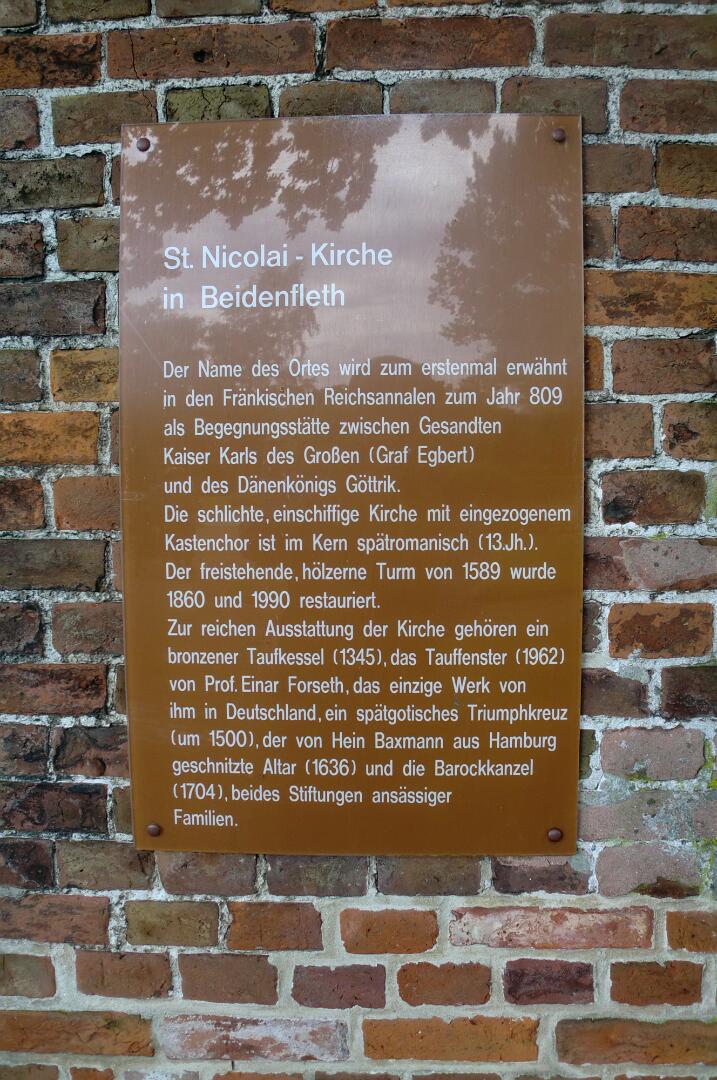 St. Nicolai - Kirche
in Beidenfleth
Der Name des Ortes wird zum erstenmal erwähnt
in den Fränkischen Reichsannalen zum Jahr 809
als Begegnungsstätte zwischen Gesandten
Kaiser Karls des Großen (Graf Egbert)
und des Dänenkönigs Göttrik.
Die schlichte, einschiffige Kirche mit eingezogenem
Kastenchor ist im Kern spätromanisch (13.Jh.).
Der freistehende, hölzerne Turm von 1589 wurde
1860 und 1990 restauriert.
Zur reichen Ausstattung der Kirche gehören ein
bronzener Taufkessel (1345), das Tauffenster (1962)
von Prof. Einar Forseth, das einzige Werk von
ihm in Deutschland, ein spätgotisches Triumphkreuz
(um 1500), der von Hein Baxmann aus Hamburg
geschnitzte Altar (1636) und die Barockkanzel
(1704), beides Stiftungen ansässiger
Familien.